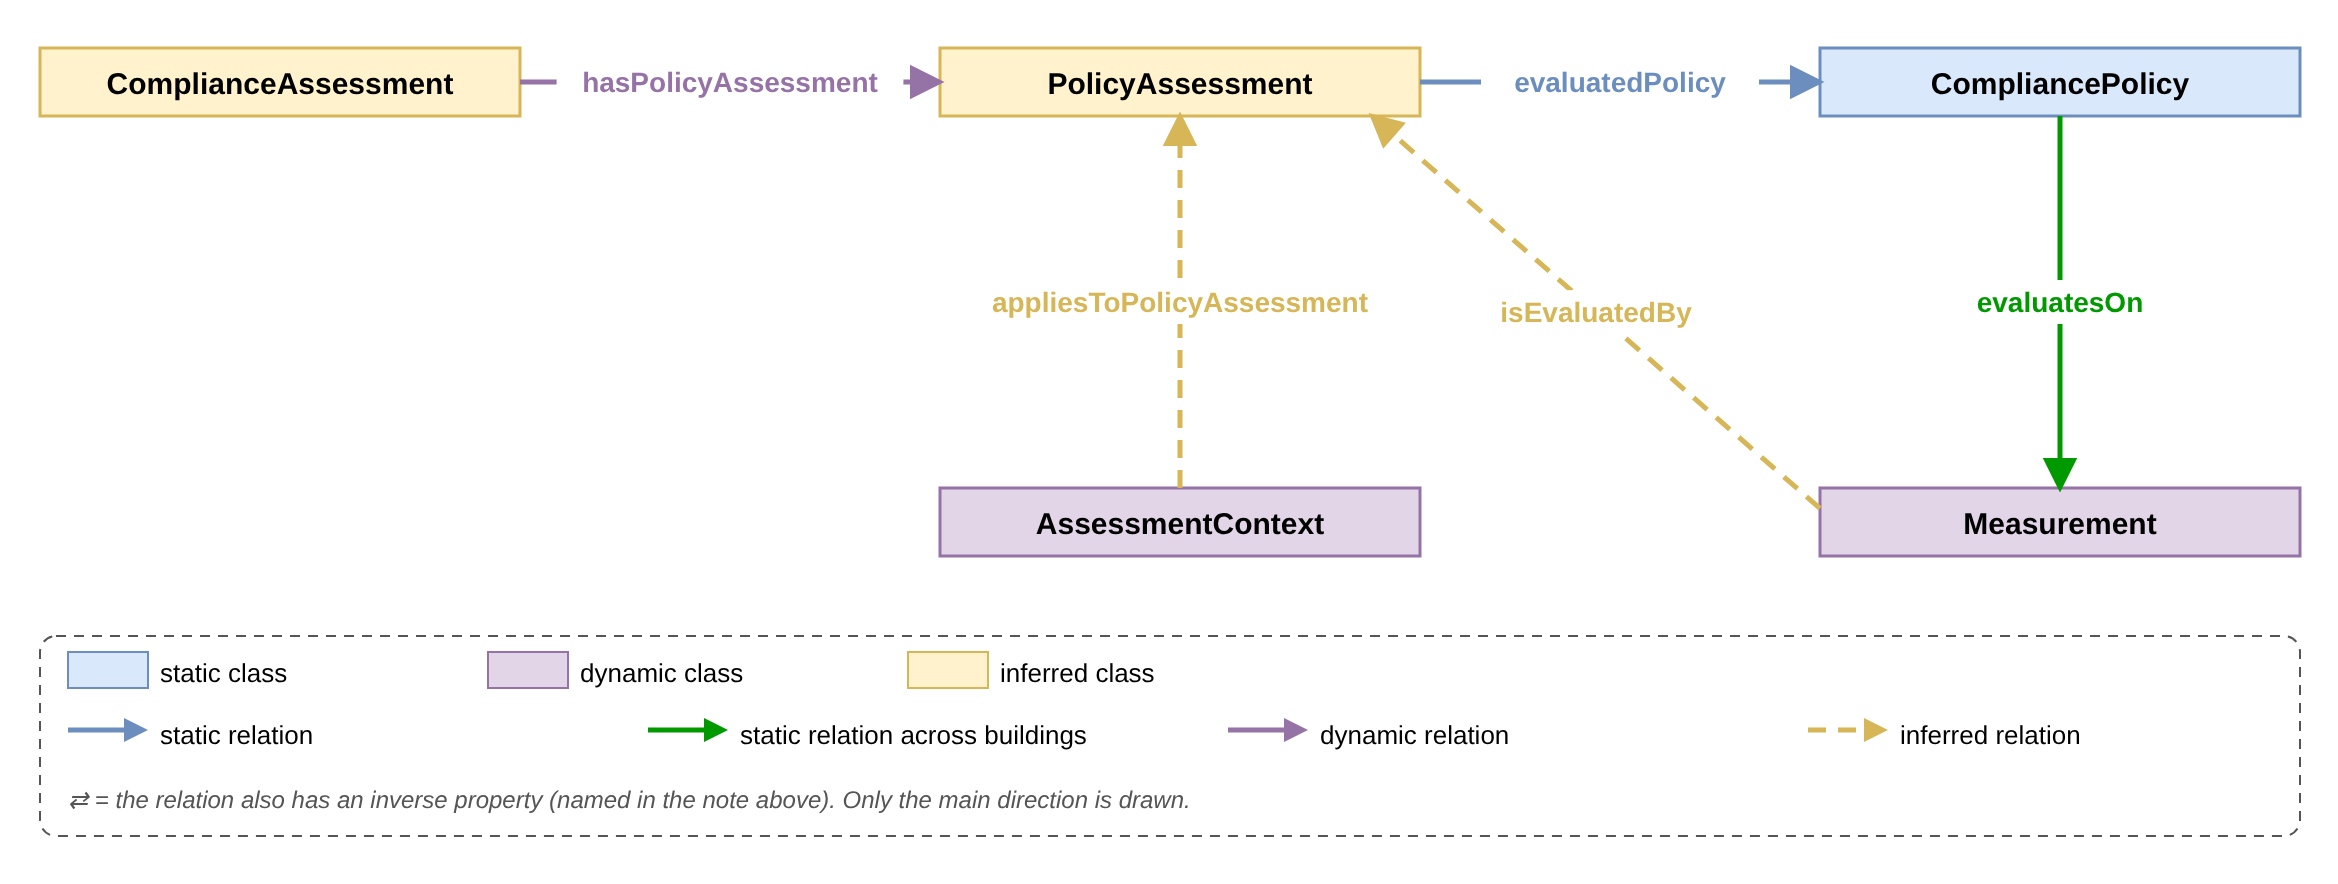 ComplianceAssessment
hasPolicyAssessment
PolicyAssessment
evaluatedPolicy
CompliancePolicy
appliesToPolicyAssessment
isEvaluatedBy
evaluatesOn
AssessmentContext
Measurement
static class
dynamic class
inferred class
static relation
static relation across buildings
dynamic relation
inferred relation
⇄ = the relation also has an inverse property (named in the note above). Only the main direction is drawn.